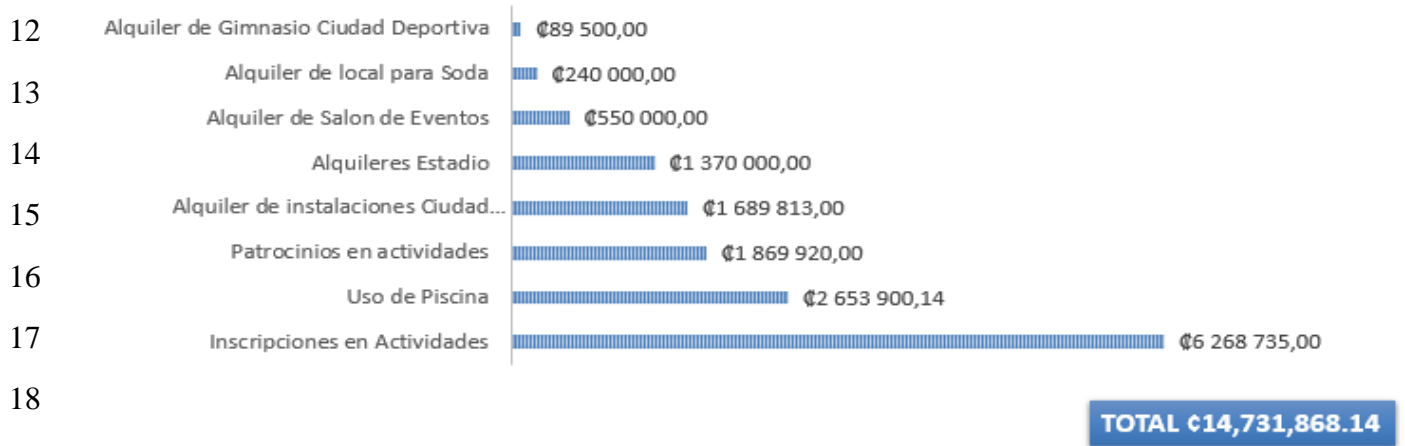 12 Alquiler de Gimnasio Ciudad Deportiva ₡89 500,00
Alquiler de local para Soda ₡240 000,00
13
Alquiler de Salon de Eventos ₡550 000,00
14 Alquileres Estadio ₡1 370 000,00
15 Alquiler de instalaciones Ciudad... ₡1 689 813,00
Patrocinios en actividades ₡1 869 920,00
16
Uso de Piscina ₡2 653 900,14
17 Inscripciones en Actividades ₡6 268 735,00
18
TOTAL ¢14,731,868.14